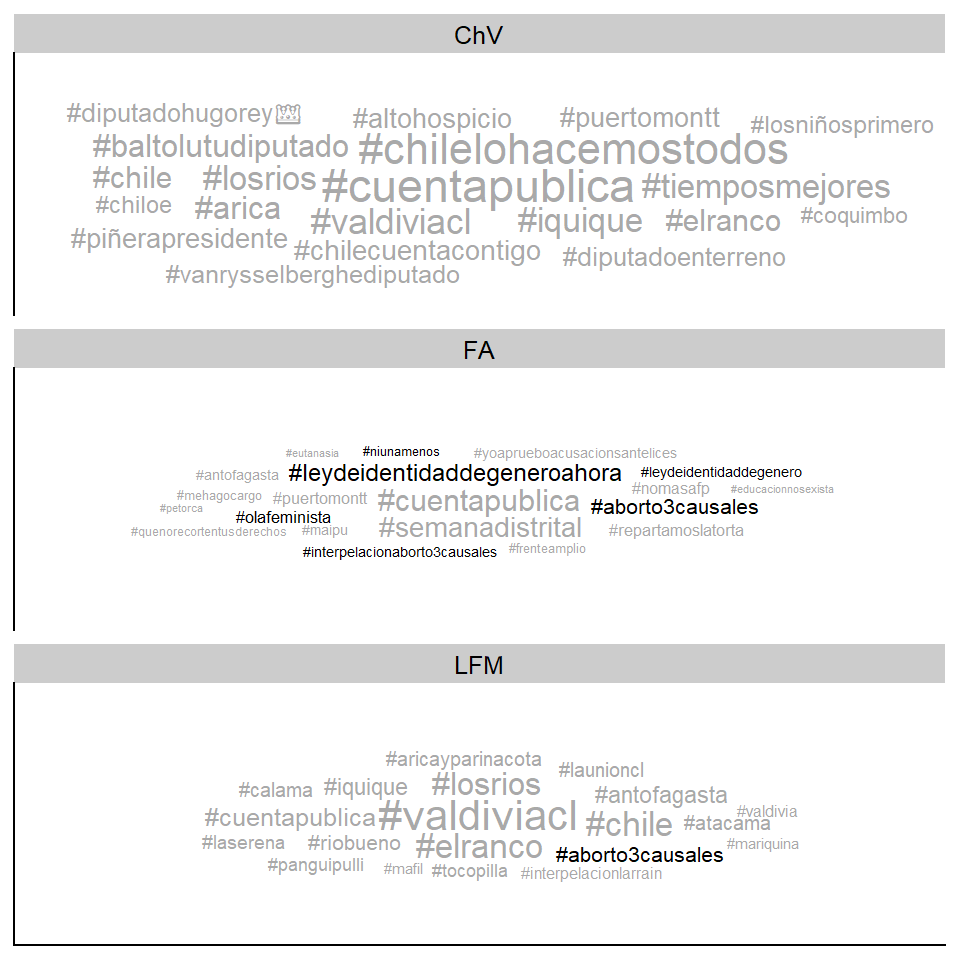 ChV
#diputadohugorey
#altohospicio
#puertomontt
#losniñosprimero
#baltolutudiputado
#chilelohacemostodos
#chile
#losrios
#cuentapublica
#tiemposmejores
#chiloe
#arica
#valdiviacl
#iquique
#elranco
#coquimbo
#piñerapresidente
#chilecuentacontigo
#diputadoenterreno
#vanrysselberghediputado
FA
#eutanasia
#niunamenos
#yoapruebоacusacionsantelices
#antofagasta
#leydeidentidaddegeneroahora
#leydeidentidaddegenero
#mehagocargo
#puertomontt
#cuentapublica
#nomasafp
#educacionnosexista
#petorca
#olafeminista
#aborto3causales
#quenorecortentusderechos
#maipu
#semanadistrital
#repartamoslatorta
#interpelacionaborto3causales
#frenteamplio
LFM
#aricayparinacota
#launioncl
#calama
#iquique
#losrios
#antofagasta
#cuentapublica
#valdiviacl
#chile
#atacama
#valdivia
#laserena
#riobueno
#elranco
#aborto3causales
#mariquina
#panguipulli
#mafil
#tocopilla
#interpelacionlarrain